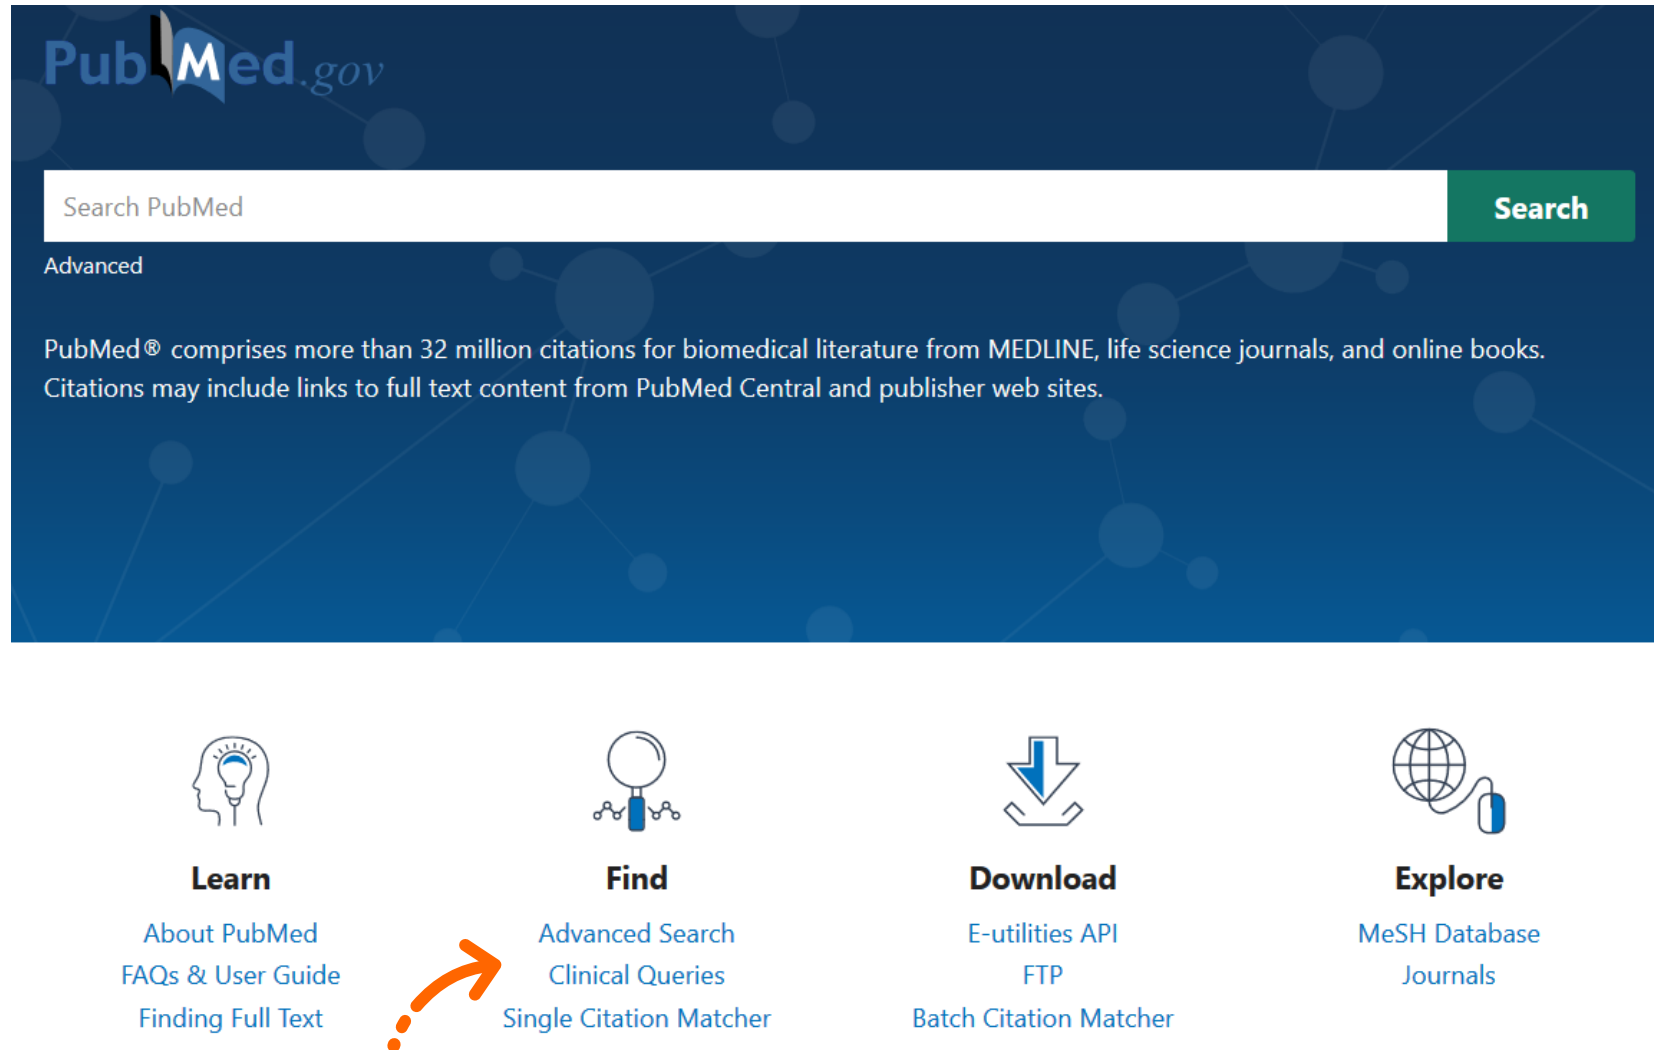 PubMed.gov
Search PubMed
Search
Advanced
PubMed® comprises more than 32 million citations for biomedical literature from MEDLINE, life science journals, and online books.
Citations may include links to full text content from PubMed Central and publisher web sites.
Learn
About PubMed
FAQs & User Guide
Finding Full Text
Find
Advanced Search
Clinical Queries
Single Citation Matcher
Download
E-utilities API
FTP
Batch Citation Matcher
Explore
MeSH Database
Journals